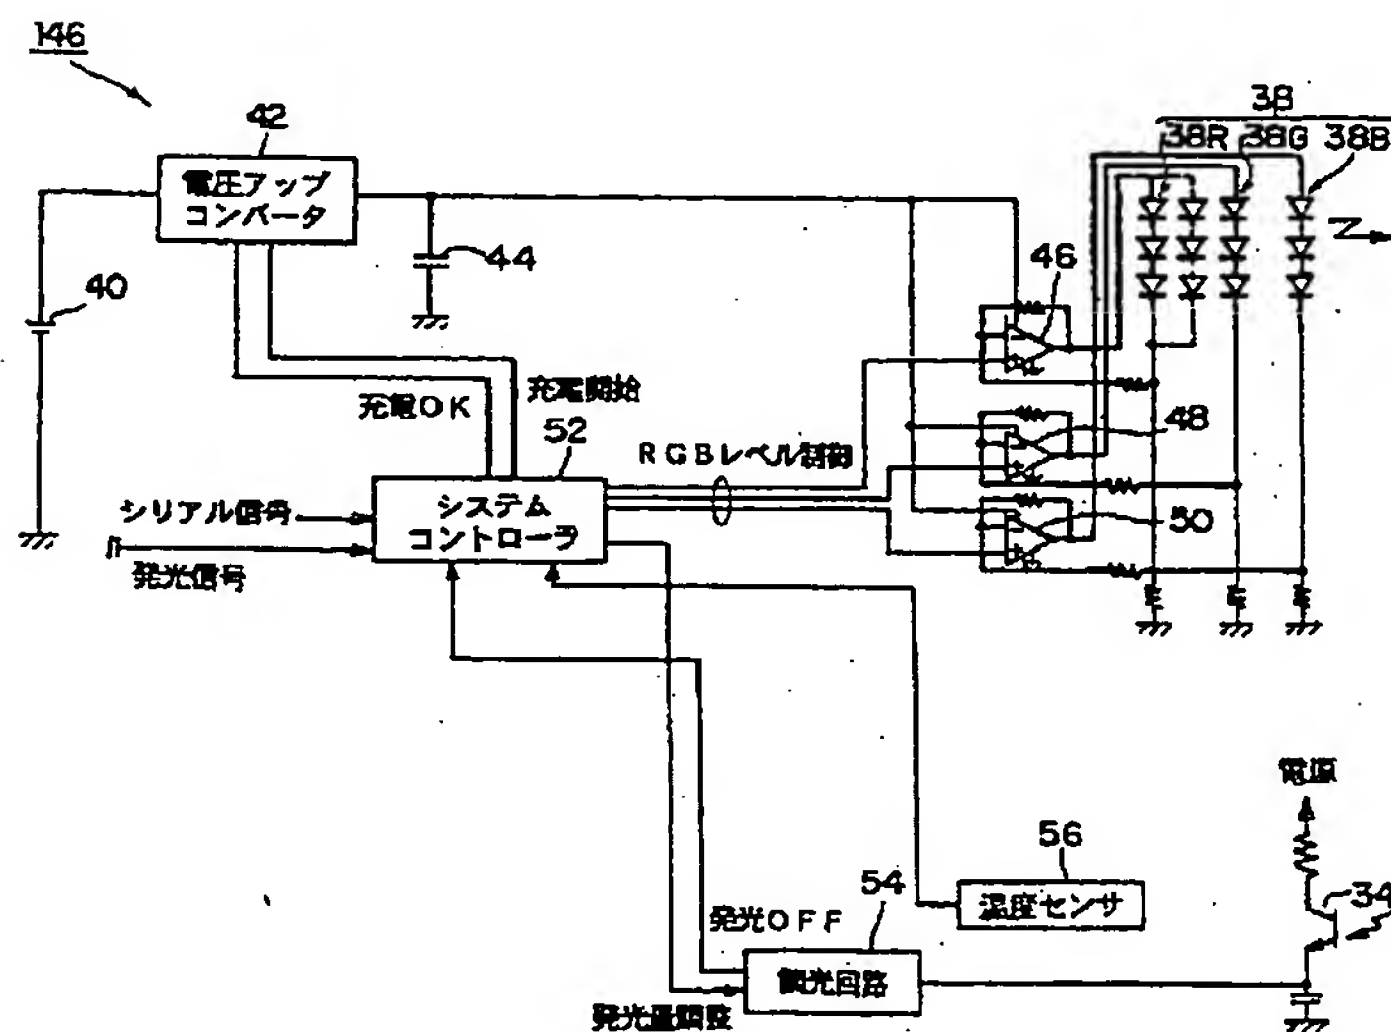 146
42
電圧アップ
コンバータ
40
44
充電OK
充電開始
52
システム
コントローラ
シリアル信号
発光信号
RGBレベル制御
38
38R 38G 38B
46
48
50
電源
34
56
温度センサ
54
調光回路
発光OFF
発光量調整